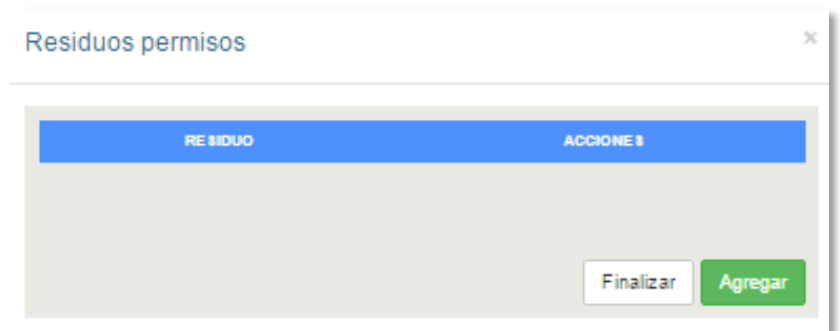 Residuos permisos ×
RESIDUO ACCIONES
Finalizar Agregar